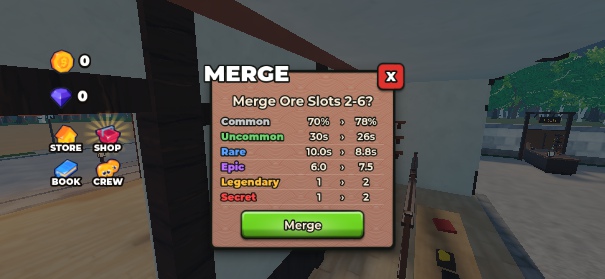 0
0
STORE SHOP
BOOK CREW
MERGE
X
Merge Ore Slots 2-6?
Common 70% › 78%
Uncommon 30s › 26s
Rare 10.0s › 8.8s
Epic 6.0 › 7.5
Legendary 1 › 2
Secret 1 › 2
Merge